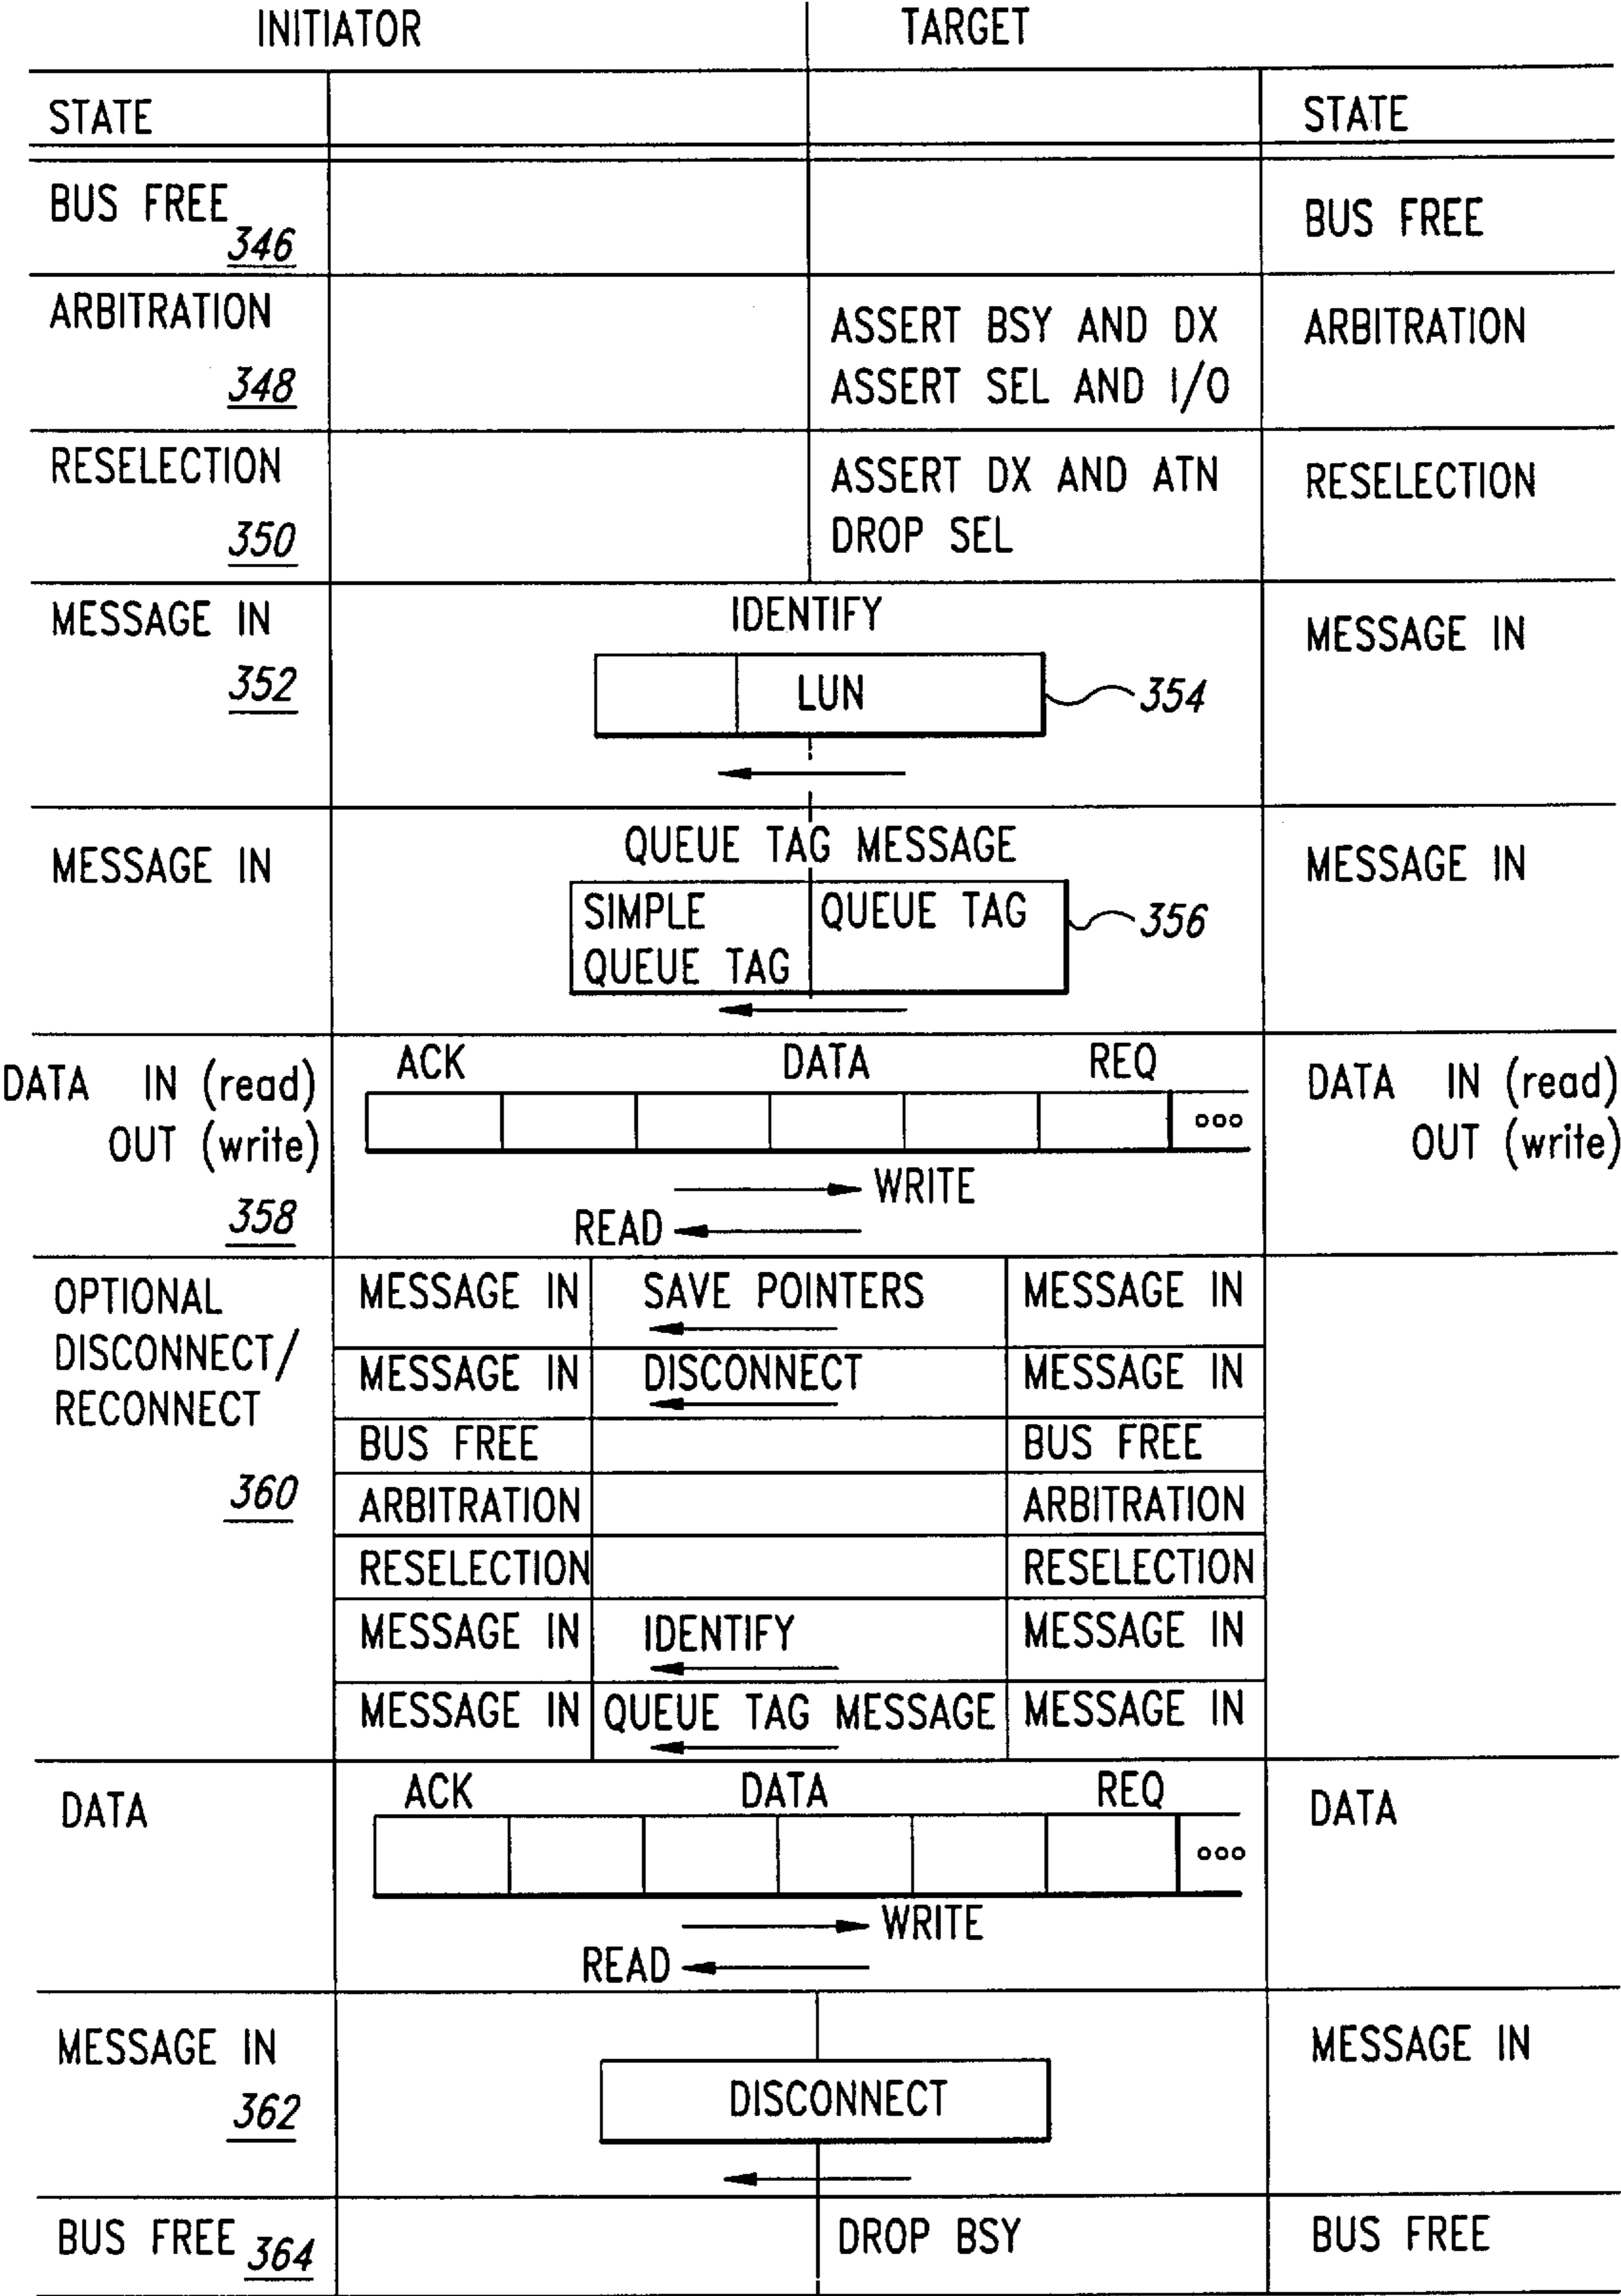 INITIATOR TARGET
STATE STATE
BUS FREE 346 BUS FREE
ARBITRATION 348 ASSERT BSY AND DX ARBITRATION
ASSERT SEL AND I/O
RESELECTION 350 ASSERT DX AND ATN RESELECTION
DROP SEL
MESSAGE IN 352 IDENTIFY MESSAGE IN
LUN 354
MESSAGE IN QUEUE TAG MESSAGE MESSAGE IN
SIMPLE QUEUE TAG 356
QUEUE TAG
DATA IN (read) ACK DATA REQ DATA IN (read)
OUT (write) ooo OUT (write)
358 WRITE
READ
OPTIONAL MESSAGE IN SAVE POINTERS MESSAGE IN
DISCONNECT/ MESSAGE IN DISCONNECT MESSAGE IN
RECONNECT BUS FREE BUS FREE
360 ARBITRATION ARBITRATION
RESELECTION RESELECTION
MESSAGE IN IDENTIFY MESSAGE IN
MESSAGE IN QUEUE TAG MESSAGE MESSAGE IN
DATA ACK DATA REQ DATA
ooo
WRITE
READ
MESSAGE IN MESSAGE IN
362 DISCONNECT
BUS FREE 364 DROP BSY BUS FREE